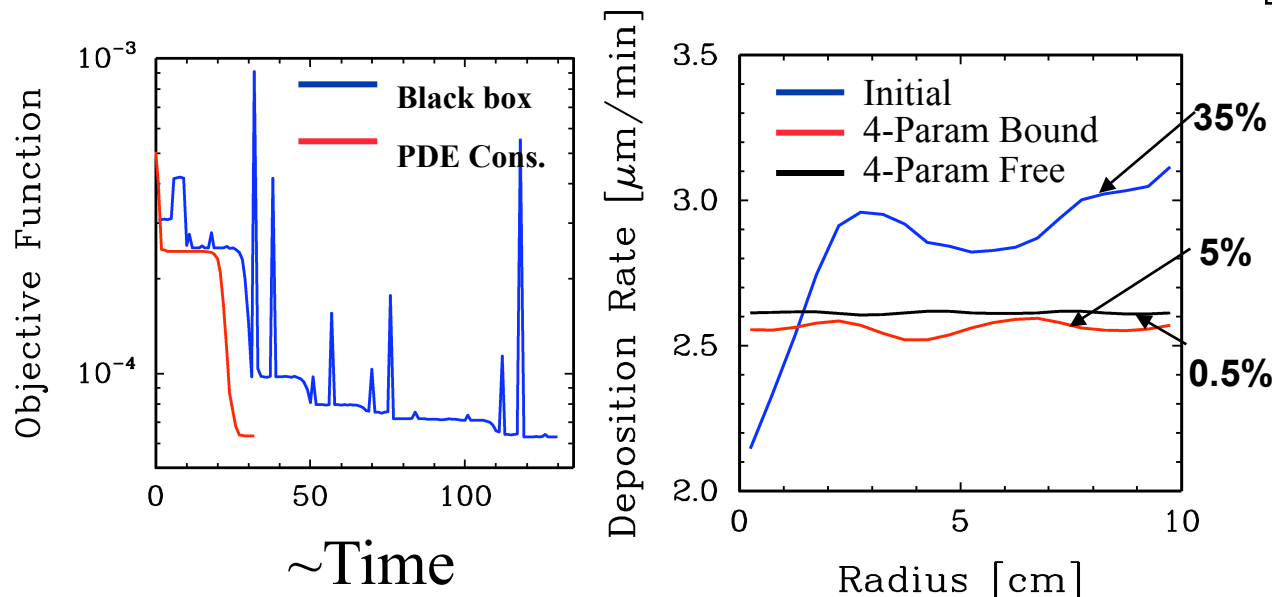 Objective Function
10⁻³
10⁻⁴
Black box
PDE Cons.
0
50
100
~Time
Deposition Rate [μm/min]
3.5
3.0
2.5
2.0
Initial
4-Param Bound
4-Param Free
35%
5%
0.5%
0
5
10
Radius [cm]